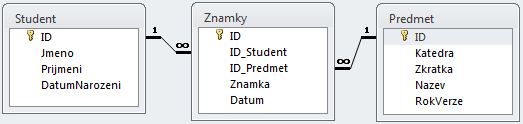 Student
ID
Jmeno
Prijmeni
DatumNarozeni
1
∞
Znamky
ID
ID_Student
ID_Predmet
Znamka
Datum
1
∞
Predmet
ID
Katedra
Zkratka
Nazev
RokVerze